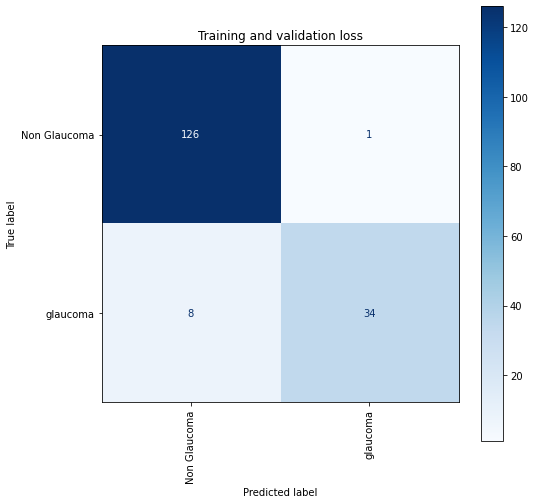 Training and validation loss
True label
Non Glaucoma
126
1
glaucoma
8
34
Non Glaucoma
glaucoma
Predicted label
120
100
80
60
40
20